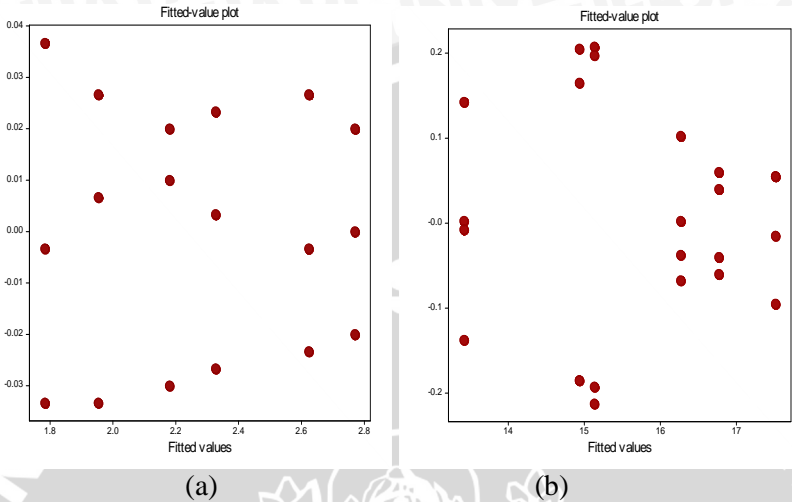 Fitted-value plot
0.04
0.03
0.02
0.01
0.00
-0.01
-0.02
-0.03
1.8 2.0 2.2 2.4 2.6 2.8
Fitted values
(a)
Fitted-value plot
0.2
0.1
-0.0
-0.1
-0.2
14 15 16 17
Fitted values
(b)